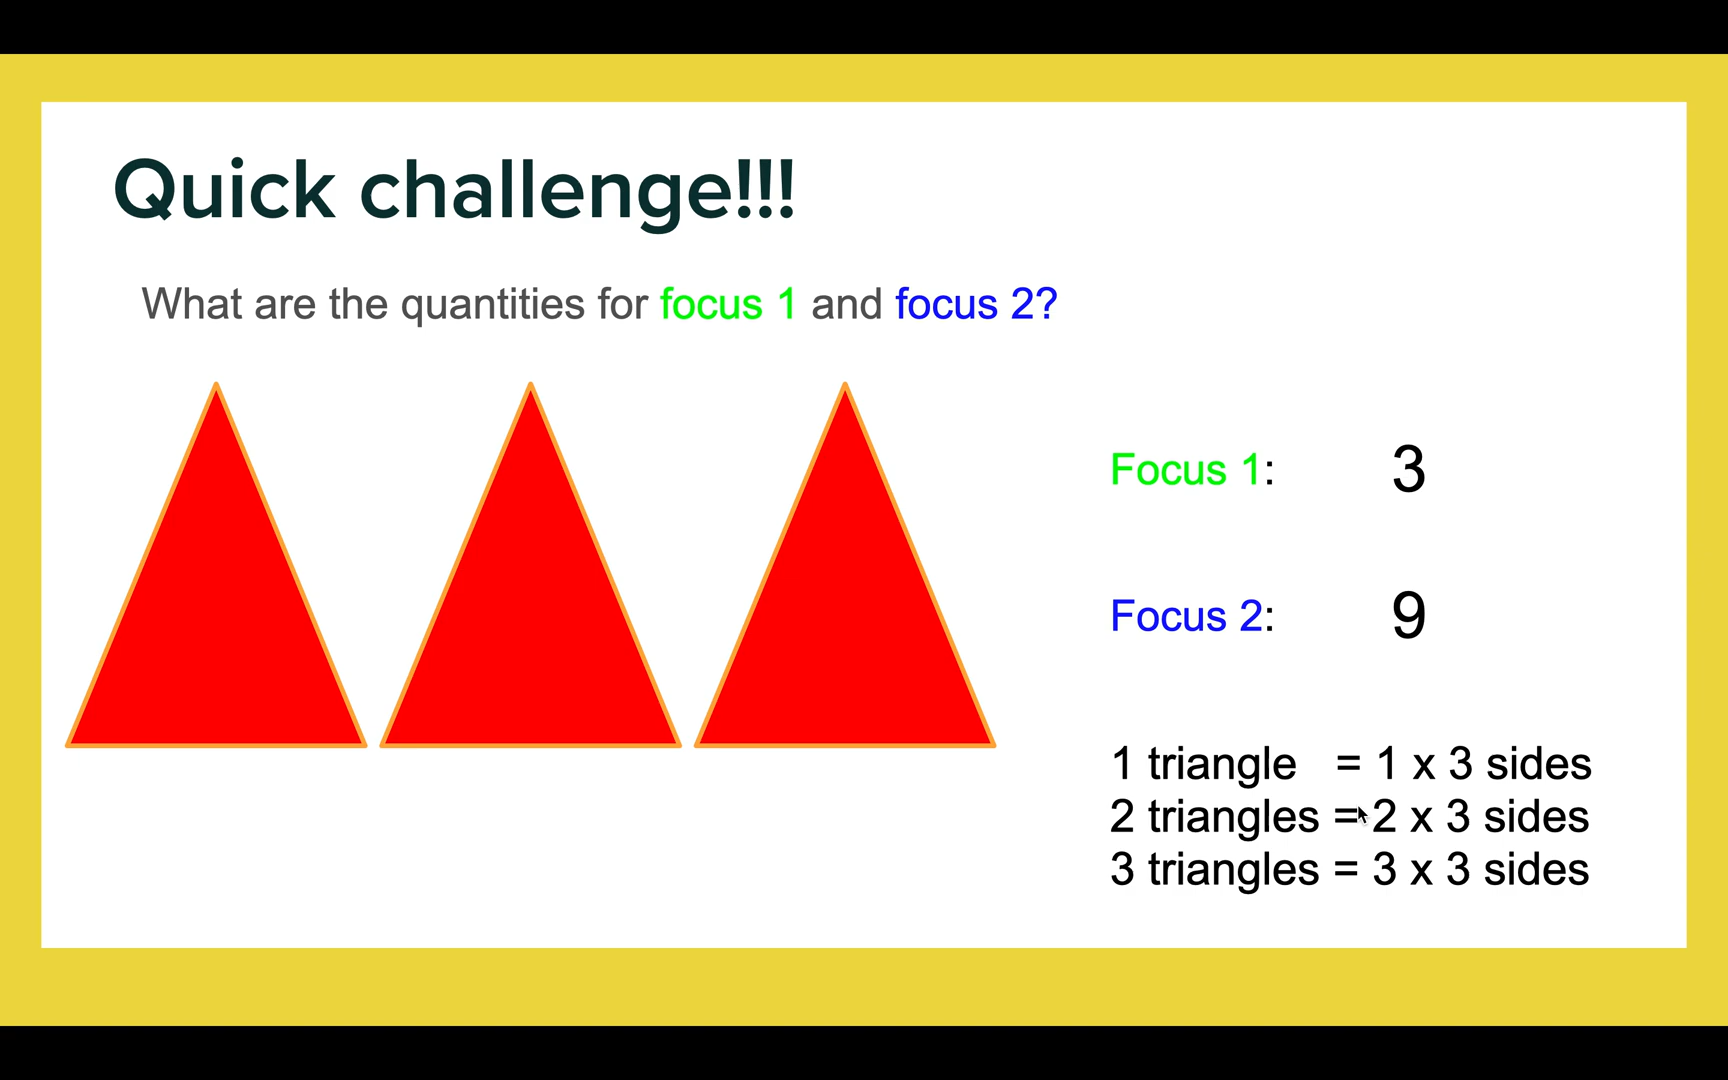 Quick challenge!!!
What are the quantities for focus 1 and focus 2?
Focus 1: 3
Focus 2: 9
1 triangle = 1 x 3 sides
2 triangles = 2 x 3 sides
3 triangles = 3 x 3 sides